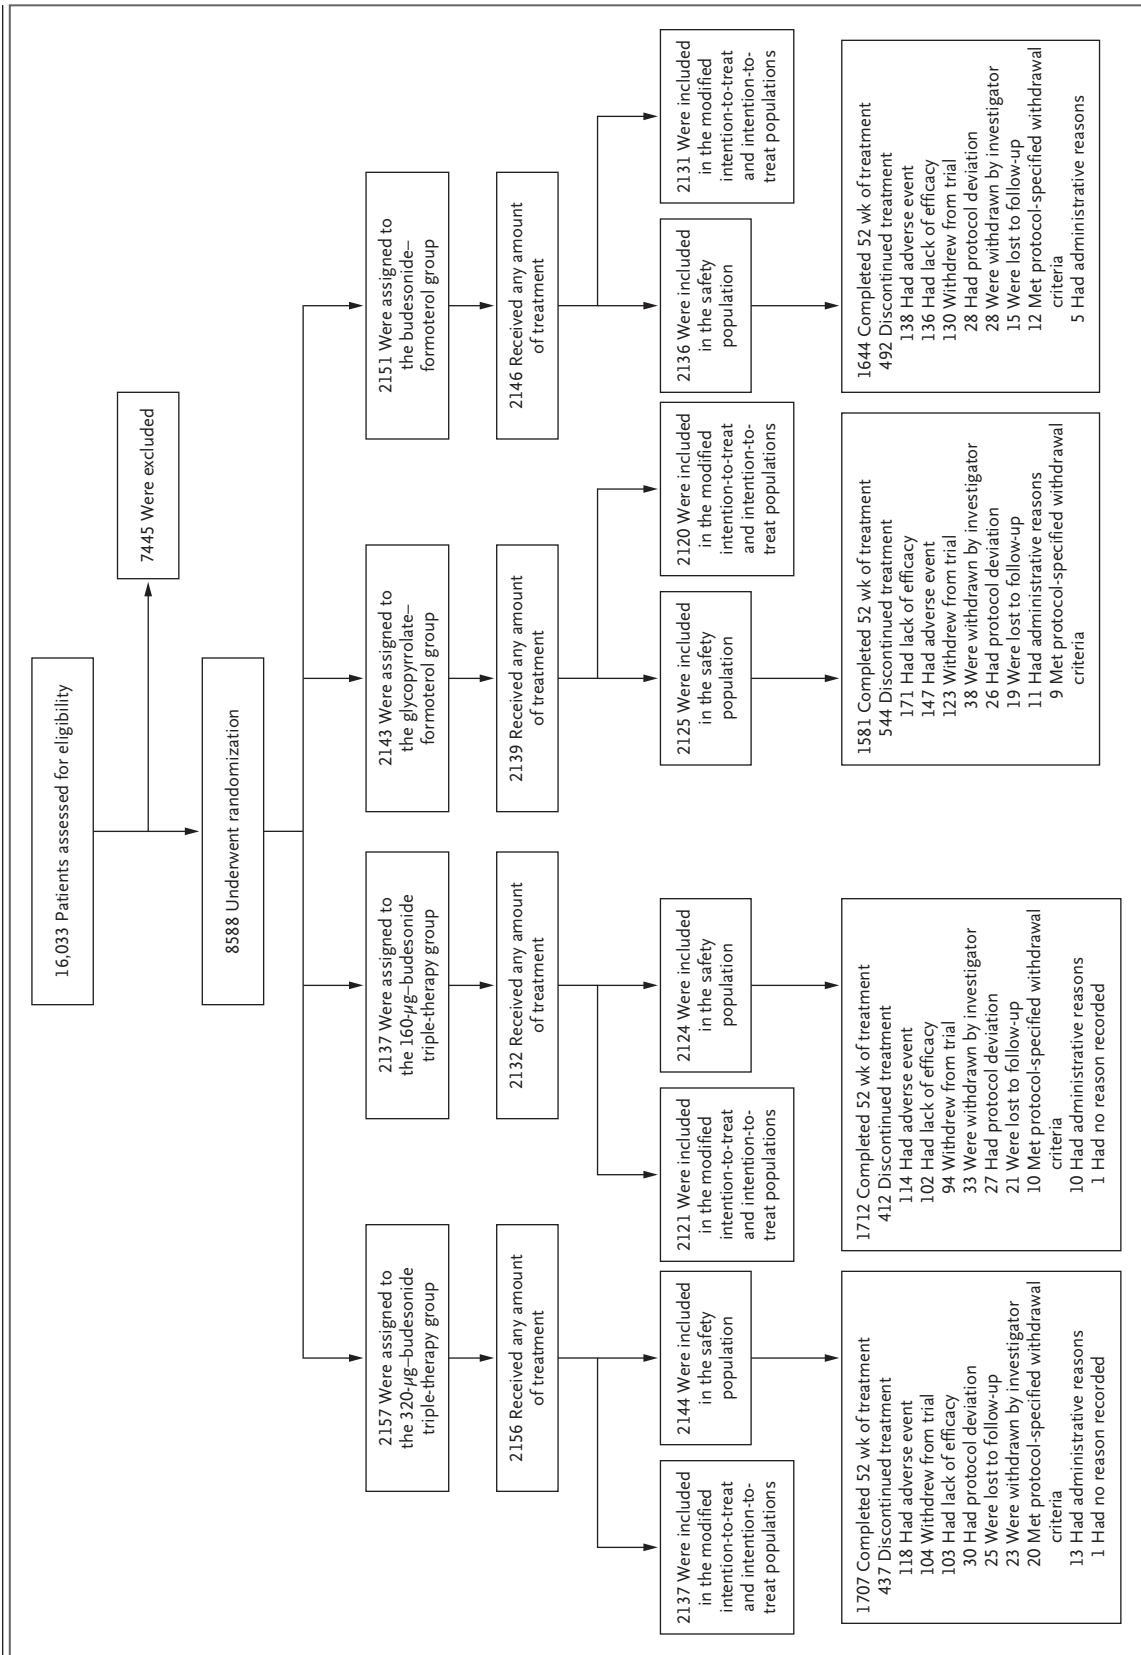 16,033 Patients assessed for eligibility
7445 Were excluded
8588 Underwent randomization
2157 Were assigned to
the 320-µg–budesonide
triple-therapy group
2137 Were assigned to
the 160-µg–budesonide
triple-therapy group
2143 Were assigned to
the glycopyrrolate–
formoterol group
2151 Were assigned to
the budesonide–
formoterol group
2156 Received any amount
of treatment
2132 Received any amount
of treatment
2139 Received any amount
of treatment
2146 Received any amount
of treatment
2137 Were included
in the modified
intention-to-treat
and intention-to-
treat populations
2144 Were included
in the safety
population
2121 Were included
in the modified
intention-to-treat
and intention-to-
treat populations
2124 Were included
in the safety
population
2125 Were included
in the safety
population
2120 Were included
in the modified
intention-to-treat
and intention-to-
treat populations
2136 Were included
in the safety
population
2131 Were included
in the modified
intention-to-treat
and intention-to-
treat populations
1707 Completed 52 wk of treatment
437 Discontinued treatment
118 Had adverse event
104 Withdrew from trial
103 Had lack of efficacy
30 Had protocol deviation
25 Were lost to follow-up
23 Were withdrawn by investigator
20 Met protocol-specified withdrawal
criteria
13 Had administrative reasons
1 Had no reason recorded
1712 Completed 52 wk of treatment
412 Discontinued treatment
114 Had adverse event
102 Had lack of efficacy
94 Withdrew from trial
33 Were withdrawn by investigator
27 Had protocol deviation
21 Were lost to follow-up
10 Met protocol-specified withdrawal
criteria
10 Had administrative reasons
1 Had no reason recorded
1581 Completed 52 wk of treatment
544 Discontinued treatment
171 Had lack of efficacy
147 Had adverse event
123 Withdrew from trial
38 Were withdrawn by investigator
26 Had protocol deviation
19 Were lost to follow-up
11 Had administrative reasons
9 Met protocol-specified withdrawal
criteria
1644 Completed 52 wk of treatment
492 Discontinued treatment
138 Had adverse event
136 Had lack of efficacy
130 Withdrew from trial
28 Had protocol deviation
28 Were withdrawn by investigator
15 Were lost to follow-up
12 Met protocol-specified withdrawal
criteria
5 Had administrative reasons